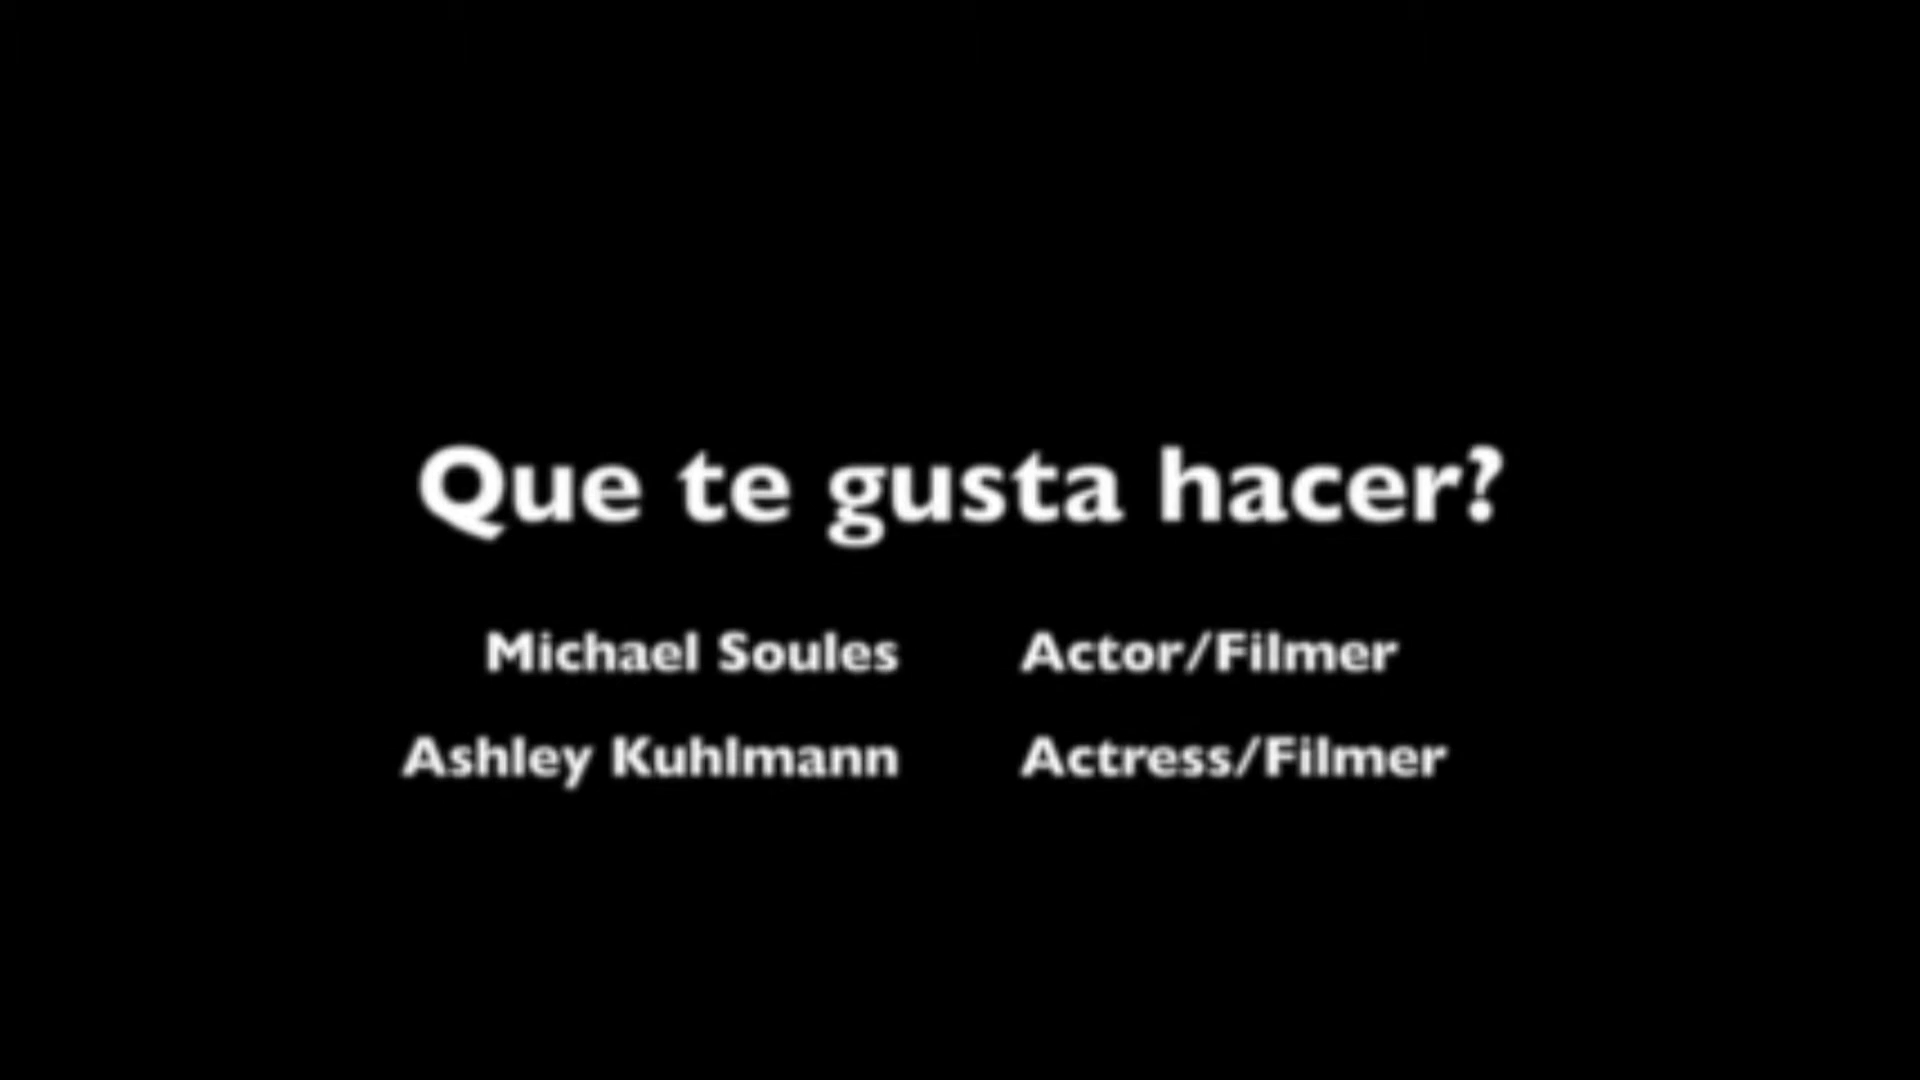 Que te gusta hacer?
Michael Soules Actor/Filmer
Ashley Kuhlmann Actress/Filmer